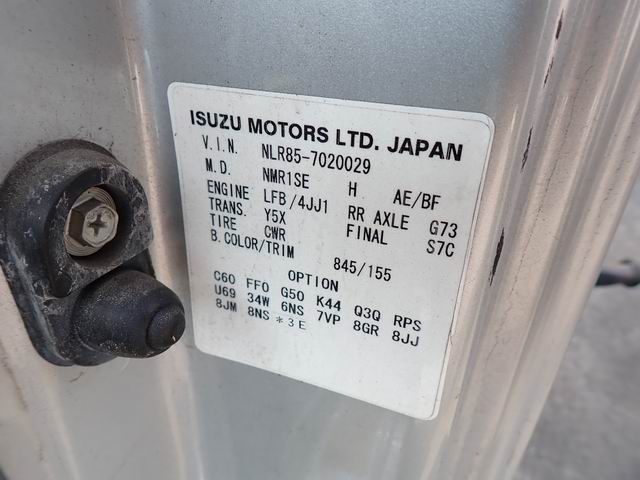 ISUZU MOTORS LTD. JAPAN
V.I.N. NLR85-7020029
M.D. NMR1SE H. AE/BF
ENGINE LFB/4JJ1 RR AXLE G73
TRANS. Y5X FINAL S7C
TIRE CWR
B.COLOR/TRIM 845/155
OPTION
C60 FF0 G50 K44 Q3Q RPS
U69 34W 6NS 7VP 8GR 8JJ
8JM 8NS *3E